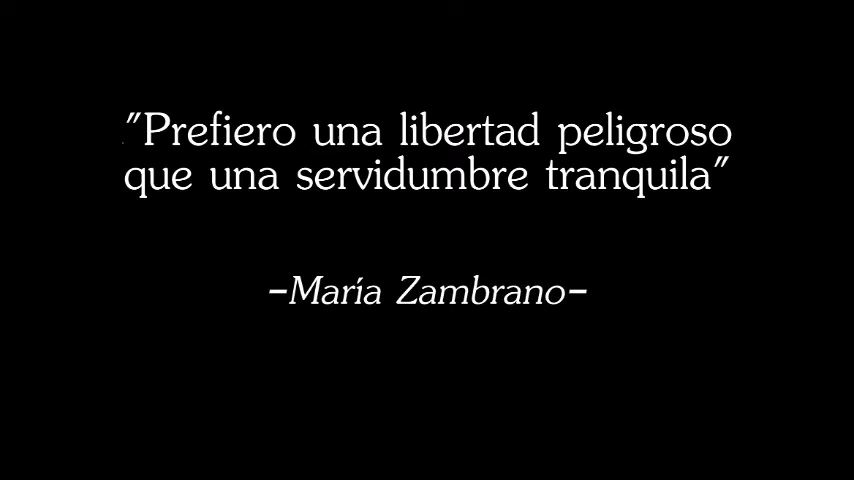 "Prefiero una libertad peligroso
que una servidumbre tranquila"
-María Zambrano-